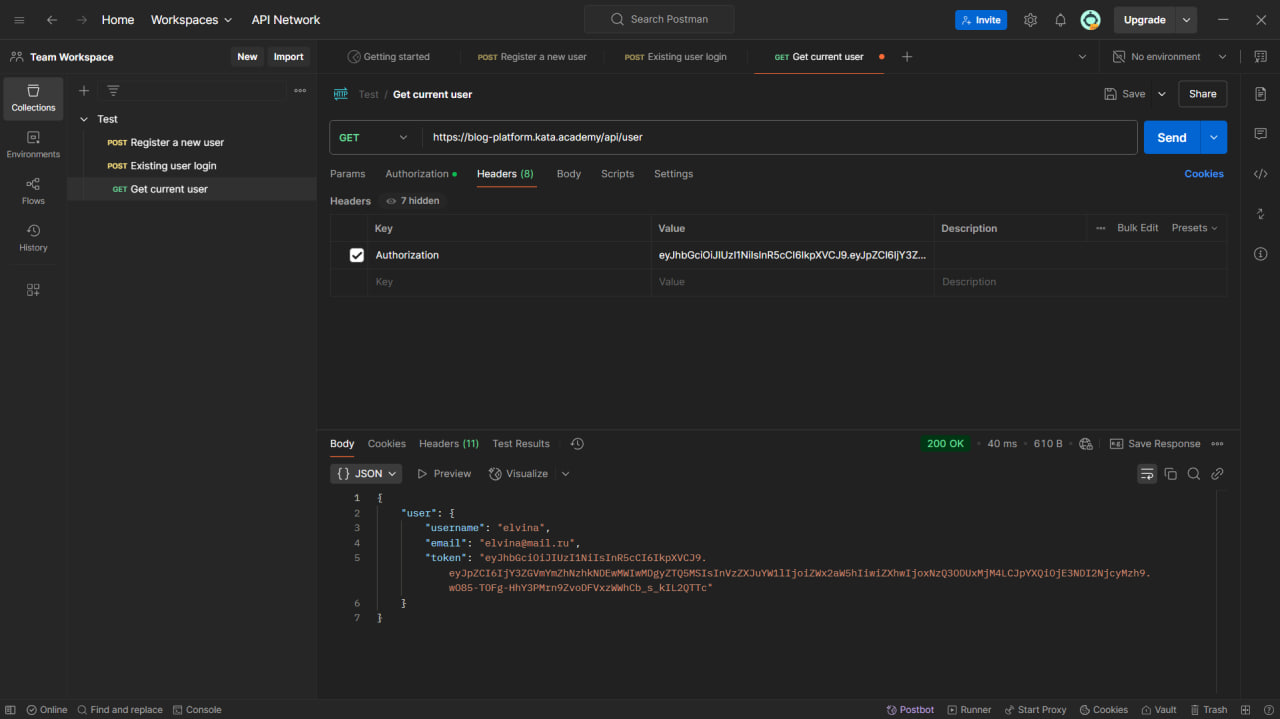 Home Workspaces API Network Search Postman Invite Upgrade
Team Workspace New Import Getting started POST Register a new user POST Existing user login GET Get current user No environment
Collections
Environments
Flows
History
Test
POST Register a new user
POST Existing user login
GET Get current user
HTTP Test / Get current user Save Share
GET https://blog-platform.kata.academy/api/user Send
Params Authorization Headers (8) Body Scripts Settings Cookies
Headers 7 hidden
Key Value Description Bulk Edit Presets
Authorization eyJhbGciOiJIUzI1NiIsInR5cCI6IkpXVCJ9.eyJpZCI6IjY3Z...
Key Value Description
Body Cookies Headers (11) Test Results 200 OK 40 ms 610 B Save Response
{} JSON Preview Visualize
1 {
2 "user": {
3 "username": "elvina",
4 "email": "elvina@mail.ru",
5 "token": "eyJhbGciOiJIUzI1NiIsInR5cCI6IkpXVCJ9.
eyJpZCI6IjY3ZGVmYmZhNzhkNDEwMWIwMDgyZTQ5MSIsInVzZXJuYW1lIjoiZWx2aW5hIiwiZXhwIjoxNzQ3ODUxMjM4LCJpYXQiOjE3NDI2NjcyMzh9.
wO85-TOFg-HhY3PMrn9ZvoDFVxzWWhCb_s_kIL2QTTc"
6 }
7 }
Online Find and replace Console Postbot Runner Start Proxy Cookies Vault Trash